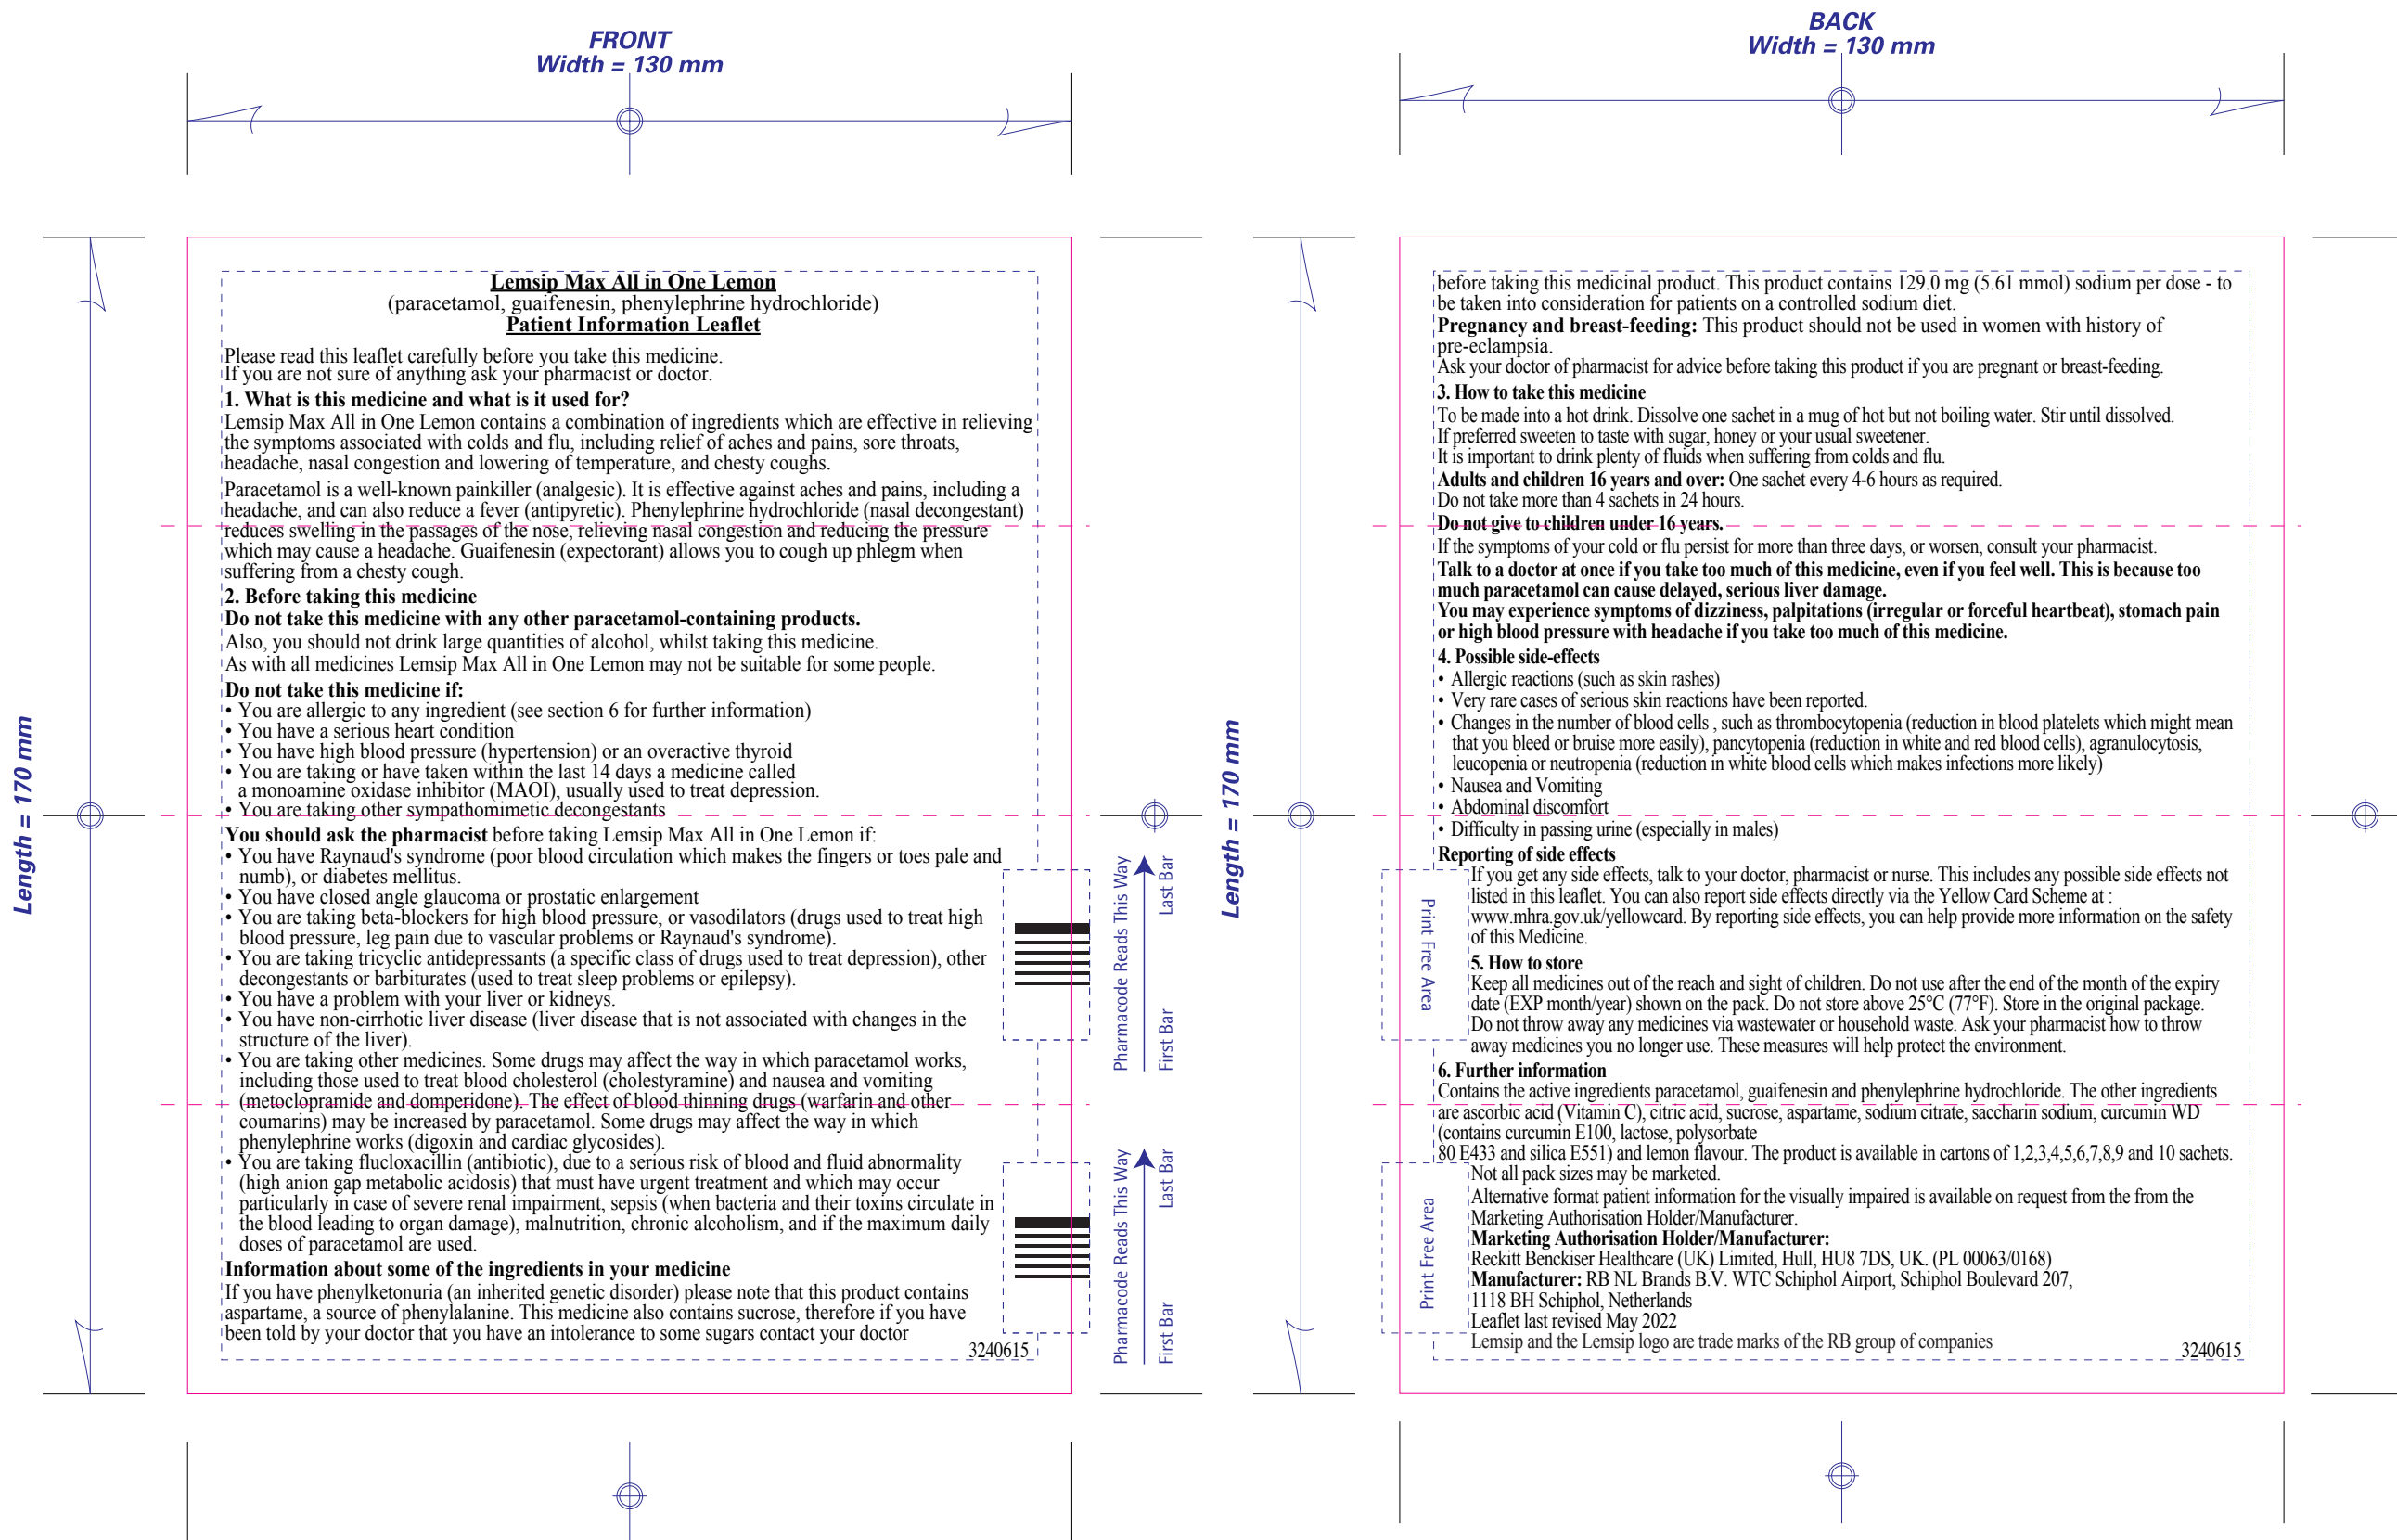 FRONT
Width = 130 mm
Length = 170 mm
Lemsip Max All in One Lemon
(paracetamol, guaifenesin, phenylephrine hydrochloride)
Patient Information Leaflet
Please read this leaflet carefully before you take this medicine.
If you are not sure of anything ask your pharmacist or doctor.
1. What is this medicine and what is it used for?
Lemsip Max All in One Lemon contains a combination of ingredients which are effective in relieving
the symptoms associated with colds and flu, including relief of aches and pains, sore throats,
headache, nasal congestion and lowering of temperature, and chesty coughs.
Paracetamol is a well-known painkiller (analgesic). It is effective against aches and pains, including a
headache, and can also reduce a fever (antipyretic). Phenylephrine hydrochloride (nasal decongestant)
reduces swelling in the passages of the nose, relieving nasal congestion and reducing the pressure
which may cause a headache. Guaifenesin (expectorant) allows you to cough up phlegm when
suffering from a chesty cough.
2. Before taking this medicine
Do not take this medicine with any other paracetamol-containing products.
Also, you should not drink large quantities of alcohol, whilst taking this medicine.
As with all medicines Lemsip Max All in One Lemon may not be suitable for some people.
Do not take this medicine if:
• You are allergic to any ingredient (see section 6 for further information)
• You have a serious heart condition
• You have high blood pressure (hypertension) or an overactive thyroid
• You are taking or have taken within the last 14 days a medicine called
a monoamine oxidase inhibitor (MAOI), usually used to treat depression.
• You are taking other sympathomimetic decongestants
You should ask the pharmacist before taking Lemsip Max All in One Lemon if:
• You have Raynaud's syndrome (poor blood circulation which makes the fingers or toes pale and
numb), or diabetes mellitus.
• You have closed angle glaucoma or prostatic enlargement
• You are taking beta-blockers for high blood pressure, or vasodilators (drugs used to treat high
blood pressure, leg pain due to vascular problems or Raynaud's syndrome).
• You are taking tricyclic antidepressants (a specific class of drugs used to treat depression), other
decongestants or barbiturates (used to treat sleep problems or epilepsy).
• You have a problem with your liver or kidneys.
• You have non-cirrhotic liver disease (liver disease that is not associated with changes in the
structure of the liver).
• You are taking other medicines. Some drugs may affect the way in which paracetamol works,
including those used to treat blood cholesterol (cholestyramine) and nausea and vomiting
(metoclopramide and domperidone). The effect of blood thinning drugs (warfarin and other
coumarins) may be increased by paracetamol. Some drugs may affect the way in which
phenylephrine works (digoxin and cardiac glycosides).
• You are taking flucloxacillin (antibiotic), due to a serious risk of blood and fluid abnormality
(high anion gap metabolic acidosis) that must have urgent treatment and which may occur
particularly in case of severe renal impairment, sepsis (when bacteria and their toxins circulate in
the blood leading to organ damage), malnutrition, chronic alcoholism, and if the maximum daily
doses of paracetamol are used.
Information about some of the ingredients in your medicine
If you have phenylketonuria (an inherited genetic disorder) please note that this product contains
aspartame, a source of phenylalanine. This medicine also contains sucrose, therefore if you have
been told by your doctor that you have an intolerance to some sugars contact your doctor
3240615
Pharmacode Reads This Way
First Bar Last Bar
Pharmacode Reads This Way
First Bar Last Bar
BACK
Width = 130 mm
Length = 170 mm
before taking this medicinal product. This product contains 129.0 mg (5.61 mmol) sodium per dose - to
be taken into consideration for patients on a controlled sodium diet.
Pregnancy and breast-feeding: This product should not be used in women with history of
pre-eclampsia.
Ask your doctor of pharmacist for advice before taking this product if you are pregnant or breast-feeding.
3. How to take this medicine
To be made into a hot drink. Dissolve one sachet in a mug of hot but not boiling water. Stir until dissolved.
If preferred sweeten to taste with sugar, honey or your usual sweetener.
It is important to drink plenty of fluids when suffering from colds and flu.
Adults and children 16 years and over: One sachet every 4-6 hours as required.
Do not take more than 4 sachets in 24 hours.
Do not give to children under 16 years.
If the symptoms of your cold or flu persist for more than three days, or worsen, consult your pharmacist.
Talk to a doctor at once if you take too much of this medicine, even if you feel well. This is because too
much paracetamol can cause delayed, serious liver damage.
You may experience symptoms of dizziness, palpitations (irregular or forceful heartbeat), stomach pain
or high blood pressure with headache if you take too much of this medicine.
4. Possible side-effects
• Allergic reactions (such as skin rashes)
• Very rare cases of serious skin reactions have been reported.
• Changes in the number of blood cells , such as thrombocytopenia (reduction in blood platelets which might mean
that you bleed or bruise more easily), pancytopenia (reduction in white and red blood cells), agranulocytosis,
leucopenia or neutropenia (reduction in white blood cells which makes infections more likely)
• Nausea and Vomiting
• Abdominal discomfort
• Difficulty in passing urine (especially in males)
Reporting of side effects
If you get any side effects, talk to your doctor, pharmacist or nurse. This includes any possible side effects not
listed in this leaflet. You can also report side effects directly via the Yellow Card Scheme at :
www.mhra.gov.uk/yellowcard. By reporting side effects, you can help provide more information on the safety
of this Medicine.
5. How to store
Keep all medicines out of the reach and sight of children. Do not use after the end of the month of the expiry
date (EXP month/year) shown on the pack. Do not store above 25°C (77°F). Store in the original package.
Do not throw away any medicines via wastewater or household waste. Ask your pharmacist how to throw
away medicines you no longer use. These measures will help protect the environment.
6. Further information
Contains the active ingredients paracetamol, guaifenesin and phenylephrine hydrochloride. The other ingredients
are ascorbic acid (Vitamin C), citric acid, sucrose, aspartame, sodium citrate, saccharin sodium, curcumin WD
(contains curcumin E100, lactose, polysorbate
80 E433 and silica E551) and lemon flavour. The product is available in cartons of 1,2,3,4,5,6,7,8,9 and 10 sachets.
Not all pack sizes may be marketed.
Alternative format patient information for the visually impaired is available on request from the from the
Marketing Authorisation Holder/Manufacturer.
Marketing Authorisation Holder/Manufacturer:
Reckitt Benckiser Healthcare (UK) Limited, Hull, HU8 7DS, UK. (PL 00063/0168)
Manufacturer: RB NL Brands B.V. WTC Schiphol Airport, Schiphol Boulevard 207,
1118 BH Schiphol, Netherlands
Leaflet last revised May 2022
Lemsip and the Lemsip logo are trade marks of the RB group of companies
3240615
Print Free Area
Print Free Area